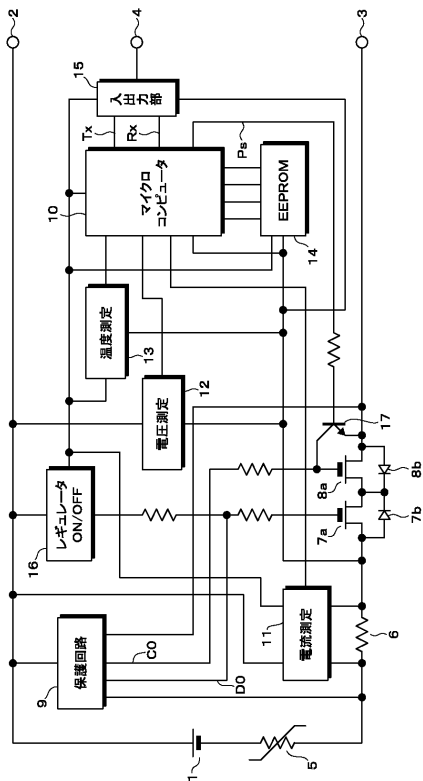 2
4
3
15
入出力部
Tx
Rx
Ps
10
マイクロ
コンピュータ
EEPROM
14
温度測定
13
電圧測定
12
17
レギュレータ
ON/OFF
16
8a
8b
7a
7b
電流測定
11
保護回路
9
CO
DO
6
1
5